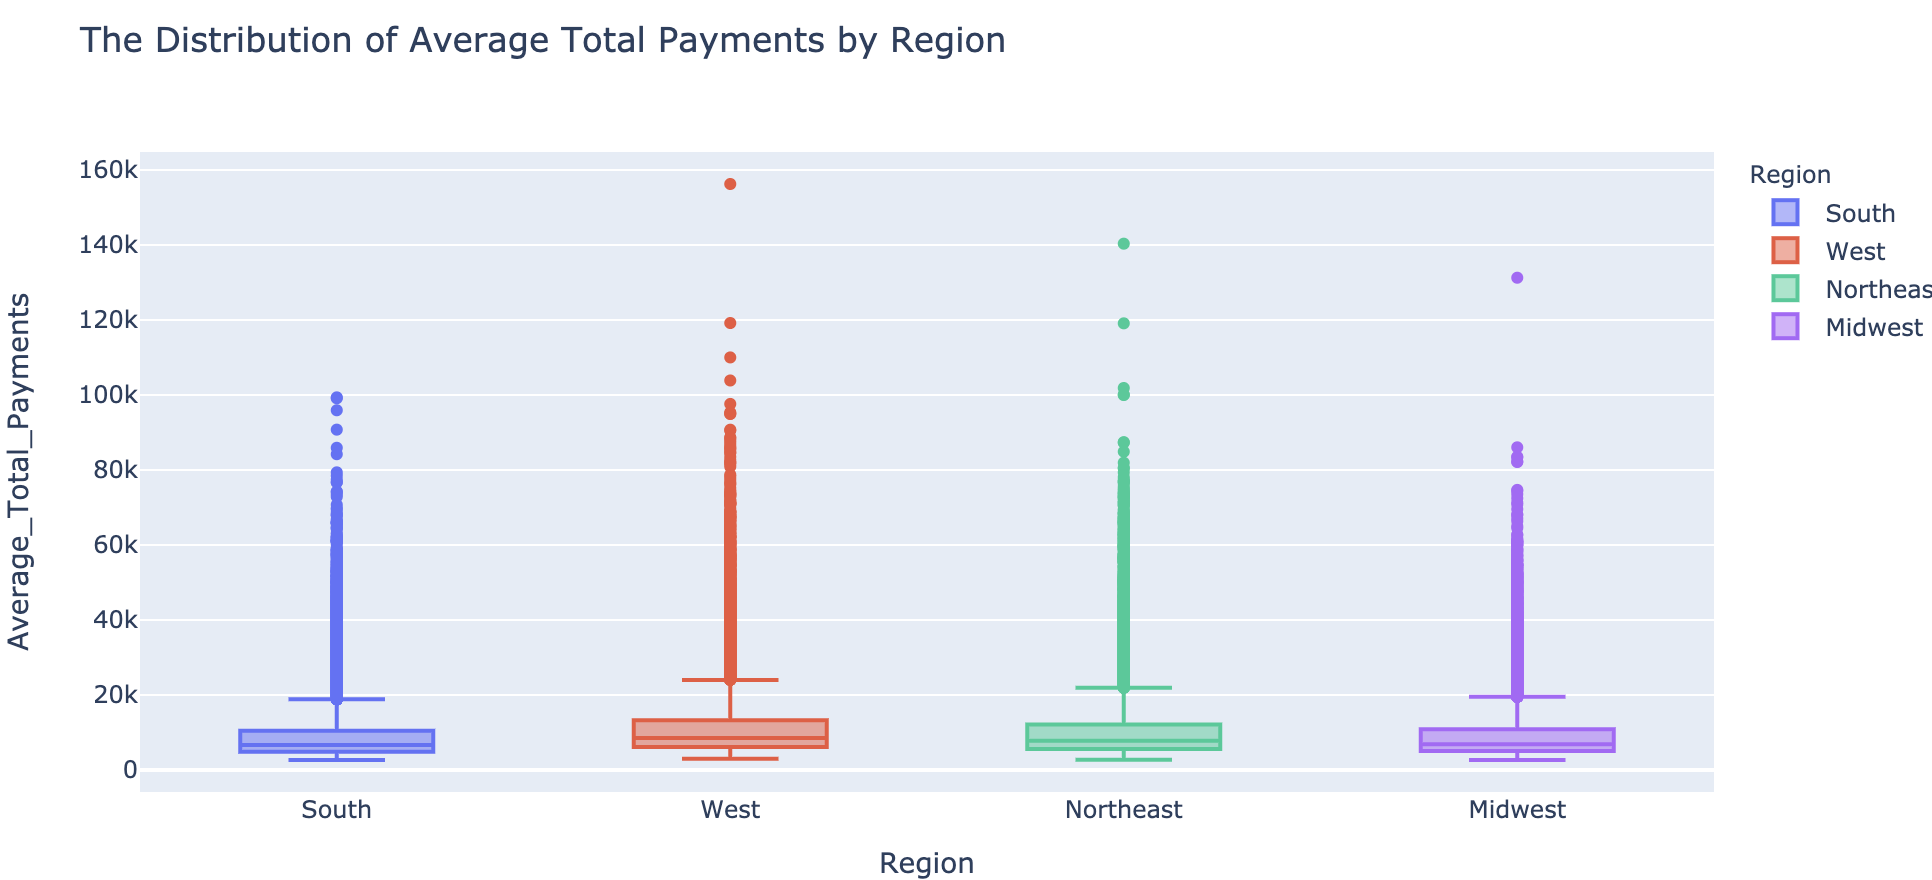 The Distribution of Average Total Payments by Region
160k
140k
120k
100k
80k
60k
40k
20k
0
Average_Total_Payments
South
West
Northeast
Midwest
Region
Region
South
West
Northeas
Midwest